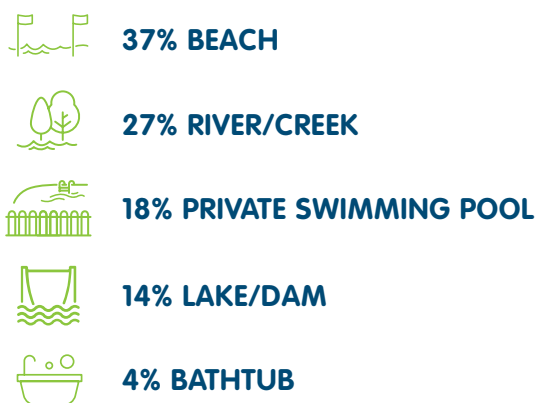 37% BEACH
27% RIVER/CREEK
18% PRIVATE SWIMMING POOL
14% LAKE/DAM
4% BATHTUB